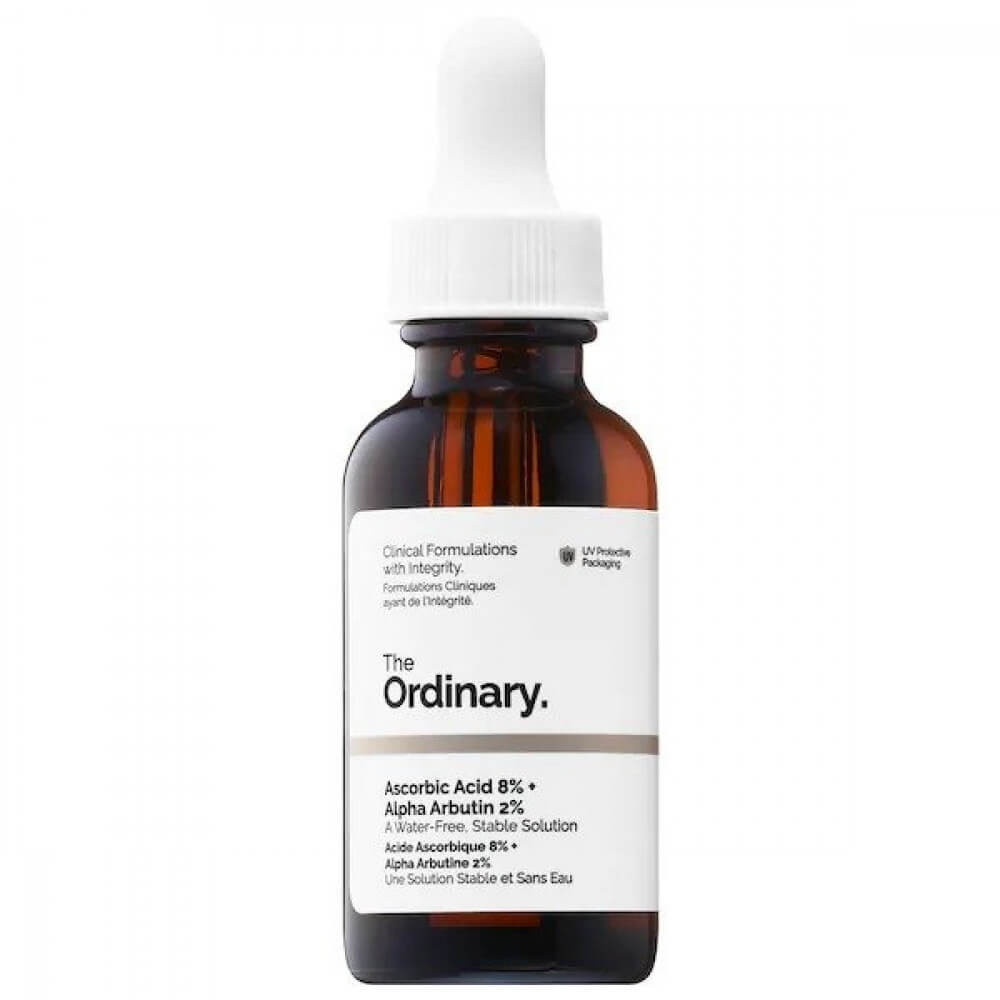 Clinical Formulations
with Integrity.
Formulations Cliniques
ayant de l'Intégrité.
UV
UV Protective
Packaging
The
Ordinary.
Ascorbic Acid 8% +
Alpha Arbutin 2%
A Water-Free, Stable Solution
Acide Ascorbique 8% +
Alpha Arbutine 2%
Une Solution Stable et Sans Eau